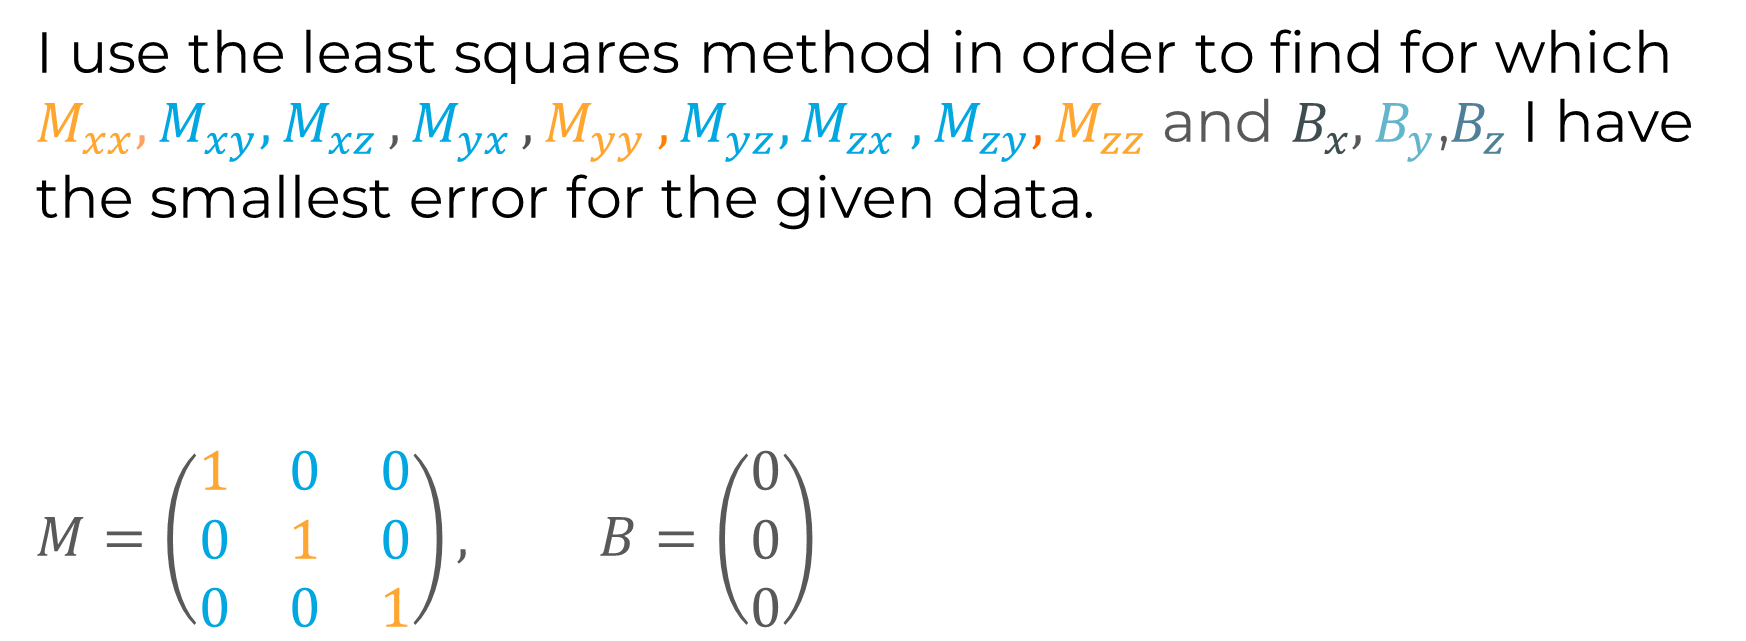 I use the least squares method in order to find for which
Mxx, Mxy, Mxz , Myx , Myy , Myz, Mzx , Mzy, Mzz and Bx, By,Bz I have
the smallest error for the given data.
M = (1 0 0
0 1 0
0 0 1), B = (0
0
0)